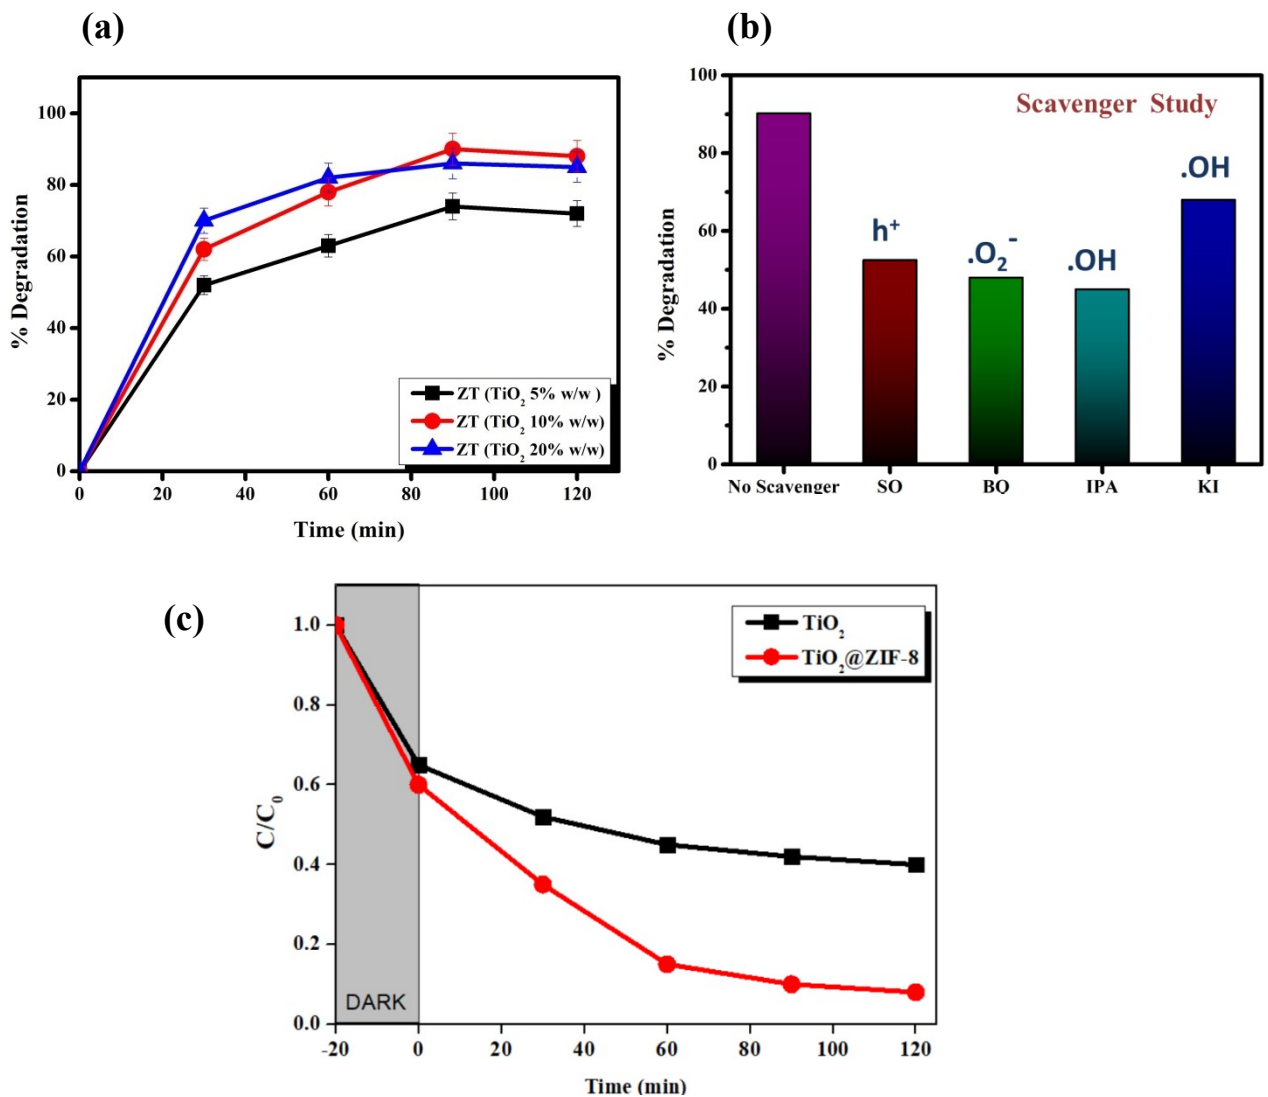 (a)
100
80
60
40
20
0
% Degradation
0 20 40 60 80 100 120
Time (min)
ZT (TiO₂ 5% w/w )
ZT (TiO₂ 10% w/w)
ZT (TiO₂ 20% w/w)
(b)
100
80
60
40
20
0
% Degradation
Scavenger Study
h⁺
.O₂⁻
.OH
.OH
No Scavenger SO BQ IPA KI
(c)
1.0
0.8
0.6
0.4
0.2
0.0
C/C₀
TiO₂
TiO₂@ZIF-8
DARK
-20 0 20 40 60 80 100 120
Time (min)